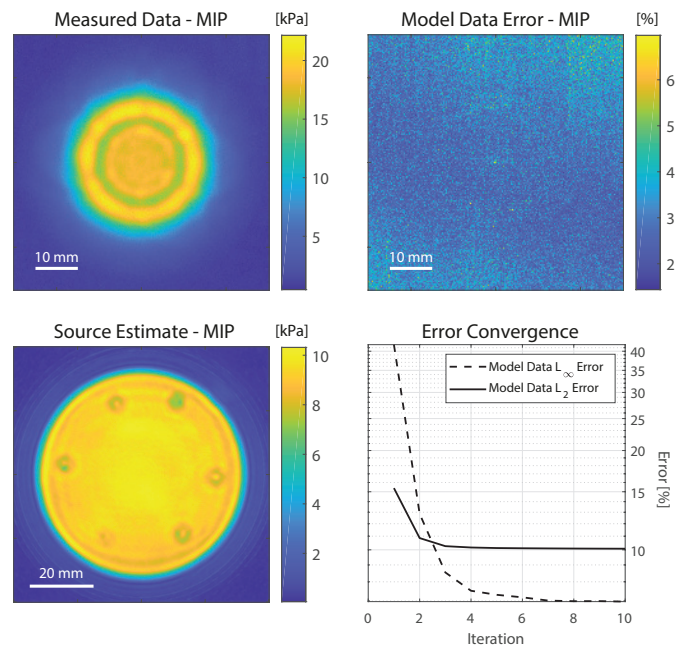 Measured Data - MIP
[kPa]
20
15
10
5
10 mm
Model Data Error - MIP
[%]
6
5
4
3
2
10 mm
Source Estimate - MIP
[kPa]
10
8
6
4
2
20 mm
Error Convergence
Model Data L∞ Error
Model Data L2 Error
40
35
30
25
20
15
10
Error [%]
0 2 4 6 8 10
Iteration